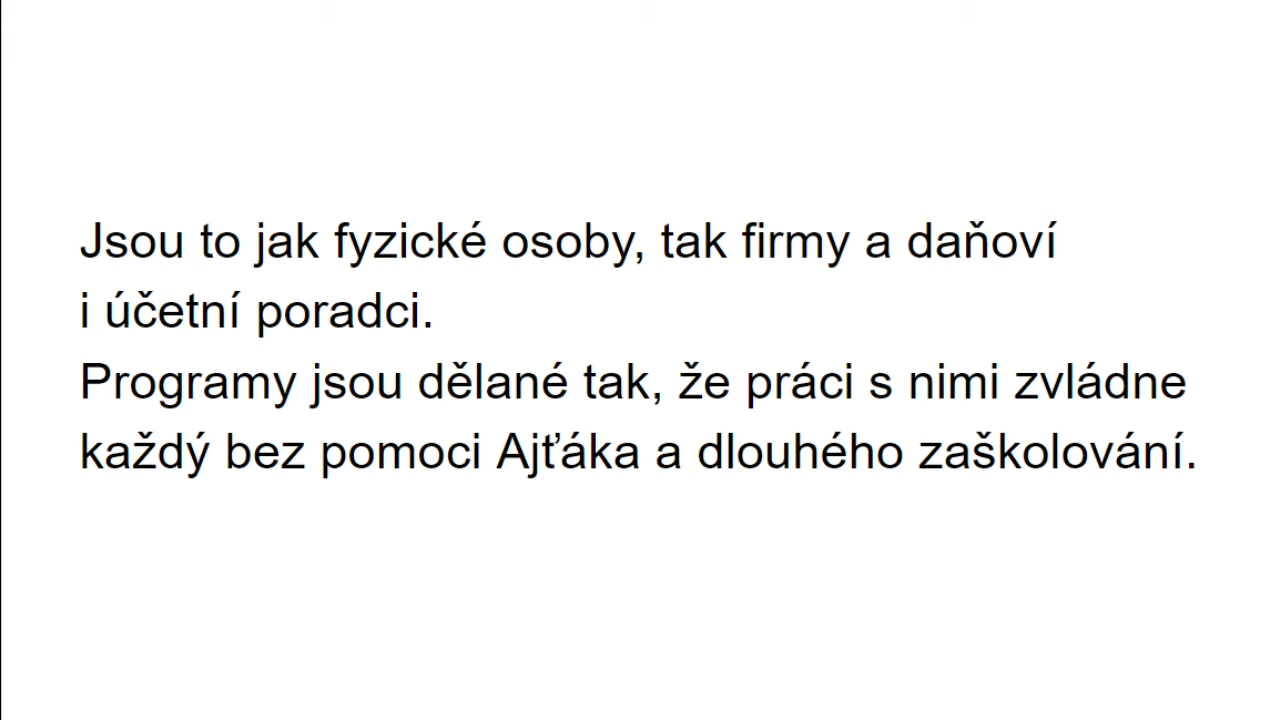 Jsou to jak fyzické osoby, tak firmy a daňoví
i účetní poradci.
Programy jsou dělané tak, že práci s nimi zvládne
každý bez pomoci Ajťáka a dlouhého zaškolování.